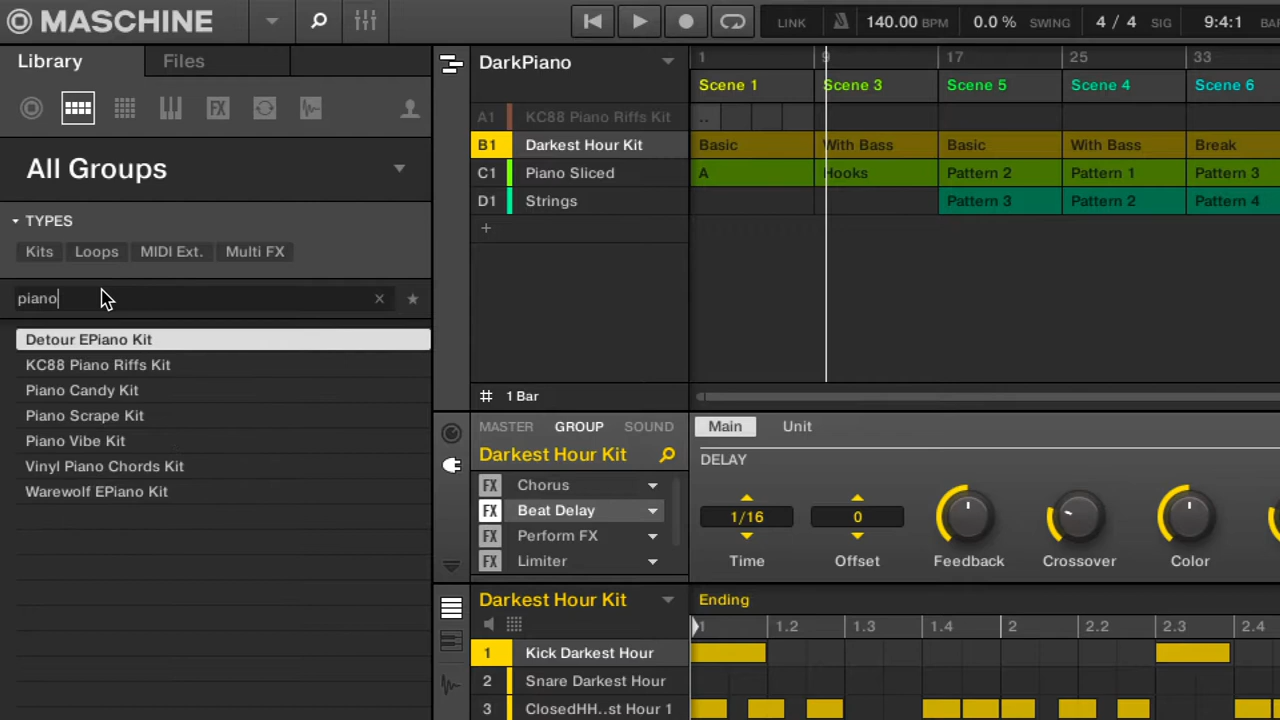 MASCHINE
LINK 140.00 BPM 0.0 % SWING 4 / 4 SIG 9:4:1
Library Files
All Groups
TYPES
Kits Loops MIDI Ext. Multi FX
piano
Detour EPiano Kit
KC88 Piano Riffs Kit
Piano Candy Kit
Piano Scrape Kit
Piano Vibe Kit
Vinyl Piano Chords Kit
Warewolf EPiano Kit
DarkPiano 1 9 17 25 33
Scene 1 Scene 3 Scene 5 Scene 4 Scene 6
A1 KC88 Piano Riffs Kit ..
B1 Darkest Hour Kit Basic With Bass Basic With Bass Break
C1 Piano Sliced A Hooks Pattern 2 Pattern 1 Pattern 3
D1 Strings Pattern 3 Pattern 2 Pattern 4
+
1 Bar
MASTER GROUP SOUND Main Unit
Darkest Hour Kit DELAY
FX Chorus
FX Beat Delay 1/16 0
FX Perform FX
FX Limiter Time Offset Feedback Crossover Color
Darkest Hour Kit Ending
1 1.2 1.3 1.4 2 2.2 2.3 2.4
1 Kick Darkest Hour
2 Snare Darkest Hour
3 ClosedHH..st Hour 1